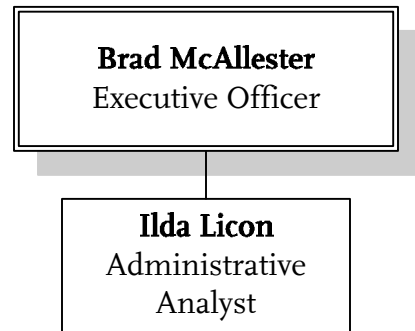 Brad McAllester
Executive Officer
Ilda Licon
Administrative
Analyst